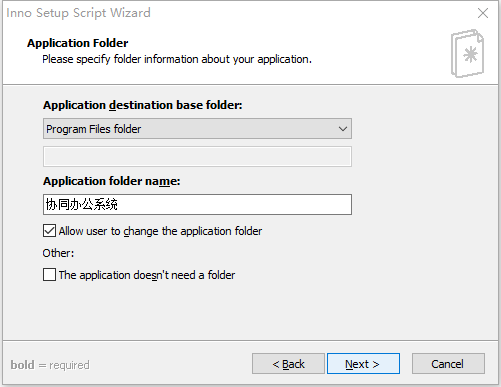 Inno Setup Script Wizard
Application Folder
Please specify folder information about your application.
Application destination base folder:
Program Files folder
Application folder name:
协同办公系统
Allow user to change the application folder
Other:
The application doesn't need a folder
bold = required
< Back
Next >
Cancel